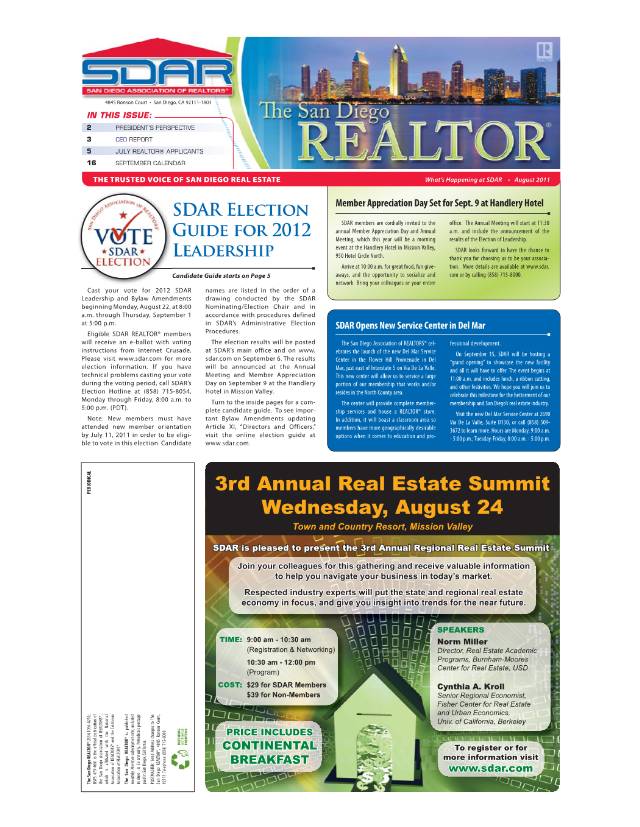 SDAR
SAN DIEGO ASSOCIATION OF REALTORS®
4845 Ronson Court • San Diego, CA 92111-1803
IN THIS ISSUE:
2 PRESIDENT'S PERSPECTIVE
3 CEO REPORT
5 JULY REALTOR® APPLICANTS
16 SEPTEMBER CALENDAR
The San Diego
REALTOR®
THE TRUSTED VOICE OF SAN DIEGO REAL ESTATE
What's Happening at SDAR • August 2011
SAN DIEGO ASSOCIATION OF REALTORS
VOTE
SDAR
ELECTION
SDAR Election
Guide for 2012
Leadership
Candidate Guide starts on Page 5
Cast your vote for 2012 SDAR
Leadership and Bylaw Amendments
beginning Monday, August 22, at 8:00
a.m. through Thursday, September 1
at 5:00 p.m.
Eligible SDAR REALTOR® members
will receive an e-ballot with voting
instructions from Internet Crusade.
Please visit www.sdar.com for more
election information. If you have
technical problems casting your vote
during the voting period, call SDAR's
Election Hotline at (858) 715-8054,
Monday through Friday, 8:00 a.m. to
5:00 p.m. (PDT).
Note: New members must have
attended new member orientation
by July 11, 2011 in order to be eligi-
ble to vote in this election. Candidate
names are listed in the order of a
drawing conducted by the SDAR
Nominating/Election Chair and in
accordance with procedures defined
in SDAR's Administrative Election
Procedures.
The election results will be posted
at SDAR's main office and on www.
sdar.com on September 6. The results
will be announced at the Annual
Meeting and Member Appreciation
Day on September 9 at the Handlery
Hotel in Mission Valley.
Turn to the inside pages for a com-
plete candidate guide. To see impor-
tant Bylaw Amendments updating
Article XI, "Directors and Officers,"
visit the online election guide at
www.sdar.com.
Member Appreciation Day Set for Sept. 9 at Handlery Hotel
SDAR members are cordially invited to the
annual Member Appreciation Day and Annual
Meeting, which this year will be a morning
event at the Handlery Hotel in Mission Valley,
950 Hotel Circle North.
Arrive at 10:00 a.m. for great food, fun give-
aways, and the opportunity to socialize and
network. Bring your colleagues or your entire
office. The Annual Meeting will start at 11:30
a.m. and include the announcement of the
results of the Election of Leadership.
SDAR looks forward to have the chance to
thank you for choosing us to be your associa-
tion. More details are available at www.sdar.
com or by calling (858) 715-8000.
SDAR Opens New Service Center in Del Mar
The San Diego Association of REALTORS® cel-
ebrates the launch of the new Del Mar Service
Center in the Flower Hill Promenade in Del
Mar, just east of Interstate 5 on Via De La Valle.
This new center will allow us to service a large
portion of our membership that works and/or
resides in the North County area.
The center will provide complete member-
ship services and house a REALTOR® store.
In addition, it will boast a classroom area so
members have more geographically desirable
options when it comes to education and pro-
fessional development.
On September 15, SDAR will be hosting a
"grand opening" to showcase the new facility
and all it will have to offer. The event begins at
11:00 a.m. and includes lunch, a ribbon cutting,
and other festivities. We hope you will join us to
celebrate this milestone for the betterment of our
membership and San Diego's real estate industry.
Visit the new Del Mar Service Center at 2690
Via De La Valle, Suite D130, or call (858)
to learn more. Hours are Monday, 9:00 a.m.
- 5:00 p.m., Tuesday-Friday, 8:00 a.m. - 5:00 p.m.
PERIODICAL
3rd Annual Real Estate Summit
Wednesday, August 24
Town and Country Resort, Mission Valley
SDAR is pleased to present the 3rd Annual Regional Real Estate Summit
Join your colleagues for this gathering and receive valuable information
to help you navigate your business in today's market.
Respected industry experts will put the state and regional real estate
economy in focus, and give you insight into trends for the near future.
TIME: 9:00 am - 10:30 am
(Registration & Networking)
10:30 am - 12:00 pm
(Program)
COST: $29 for SDAR Members
$39 for Non-Members
PRICE INCLUDES
CONTINENTAL
BREAKFAST
SPEAKERS
Norm Miller
Director, Real Estate Academic
Programs, Burnham-Moores
Center for Real Estate, USD
Cynthia A. Kroll
Senior Regional Economist,
Fisher Center for Real Estate
and Urban Economics,
Univ. of California, Berkeley
To register or for
more information visit
www.sdar.com